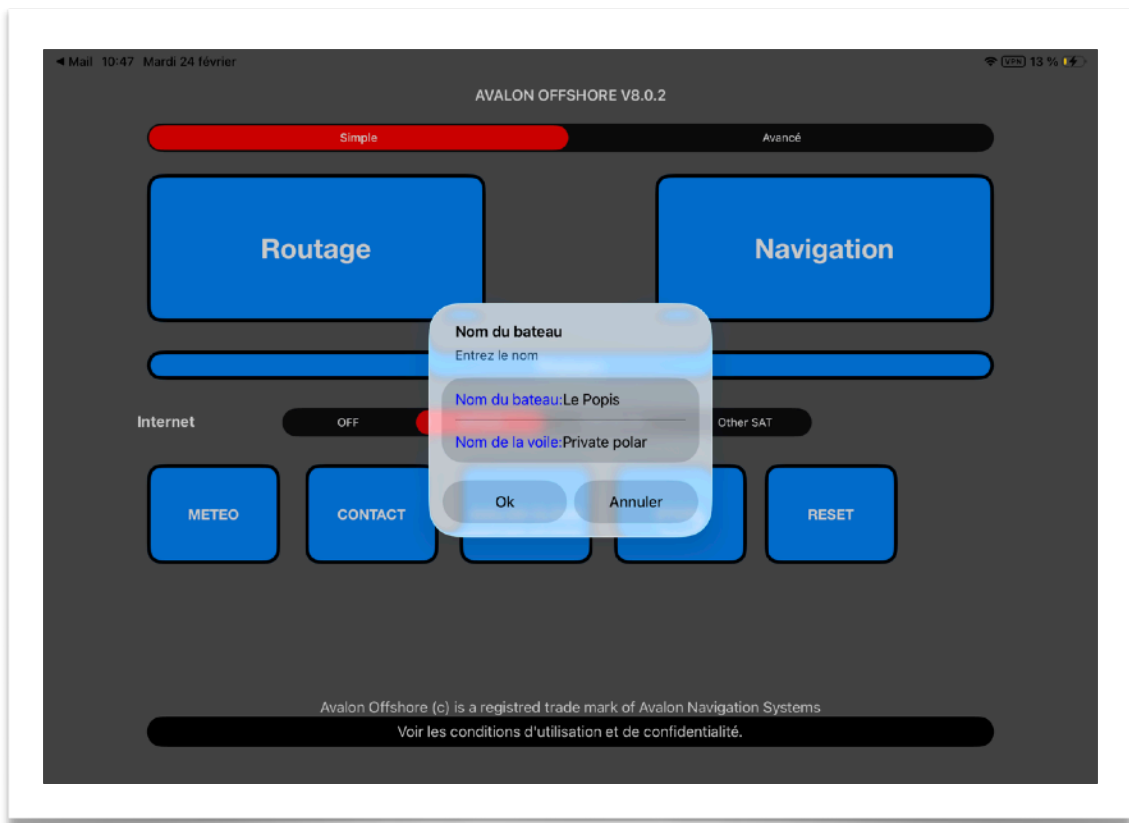 ◀ Mail 10:47 Mardi 24 février
VPN 13 %
AVALON OFFSHORE V8.0.2
Simple Avancé
Routage Navigation
Nom du bateau
Entrez le nom
Nom du bateau:Le Popis
Internet OFF Other SAT
Nom de la voile:Private polar
Ok Annuler
METEO CONTACT RESET
Avalon Offshore (c) is a registred trade mark of Avalon Navigation Systems
Voir les conditions d'utilisation et de confidentialité.